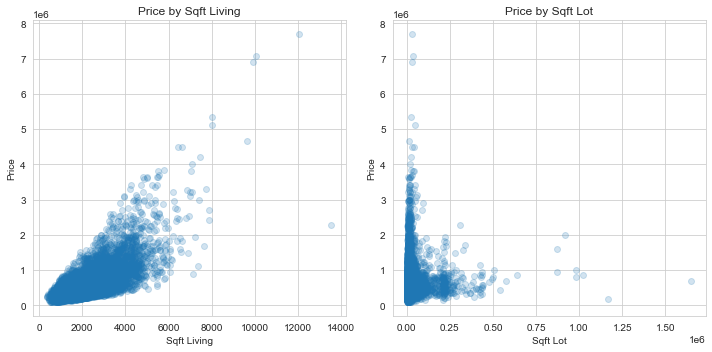 Price by Sqft Living
1e6
8
7
6
5
4
3
2
1
0
Price
0 2000 4000 6000 8000 10000 12000 14000
Sqft Living
Price by Sqft Lot
1e6
8
7
6
5
4
3
2
1
0
Price
0.00 0.25 0.50 0.75 1.00 1.25 1.50
1e6
Sqft Lot